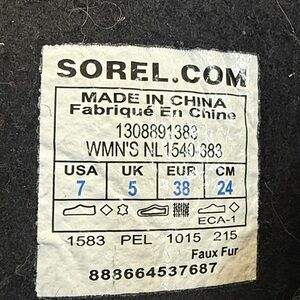 SOREL.COM
MADE IN CHINA
Fabriqué En Chine
1308891383
WMN'S NL1540-383
USA UK EUR CM
7 5 38 24
ECA-1
1583 PEL 1015 215
Faux Fur
888664537687